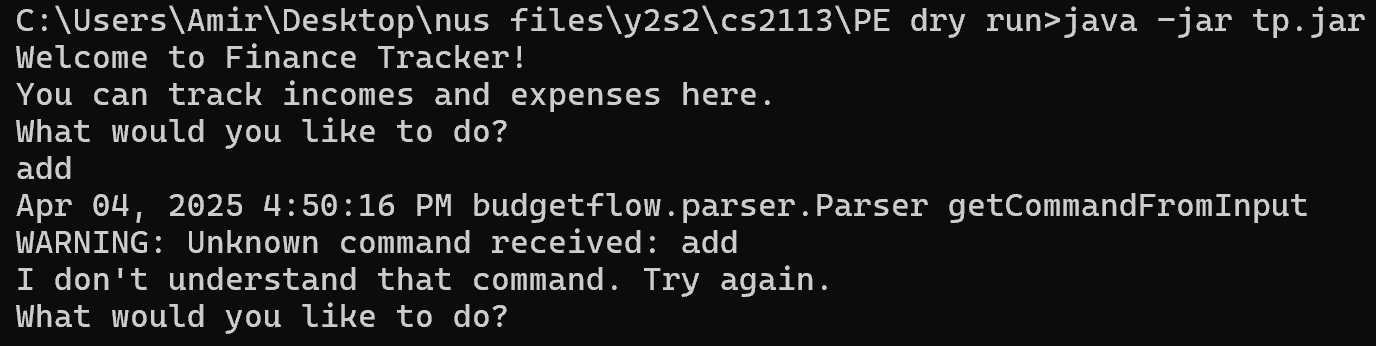 C:\Users\Amir\Desktop\nus files\y2s2\cs2113\PE dry run>java -jar tp.jar
Welcome to Finance Tracker!
You can track incomes and expenses here.
What would you like to do?
add
Apr 04, 2025 4:50:16 PM budgetflow.parser.Parser getCommandFromInput
WARNING: Unknown command received: add
I don't understand that command. Try again.
What would you like to do?